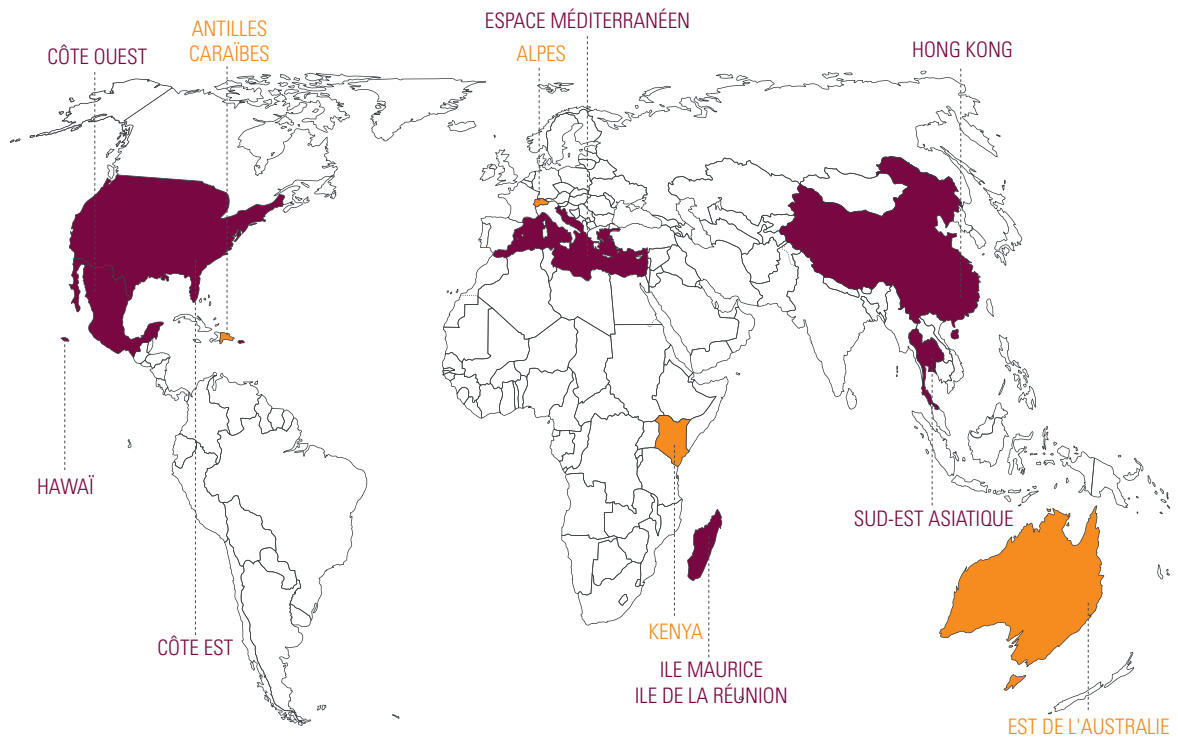 ESPACE MÉDITERRANÉEN
ANTILLES
CARAÏBES
CÔTE OUEST
ALPES
HONG KONG
HAWAÏ
SUD-EST ASIATIQUE
KENYA
CÔTE EST
ILE MAURICE
ILE DE LA RÉUNION
EST DE L'AUSTRALIE